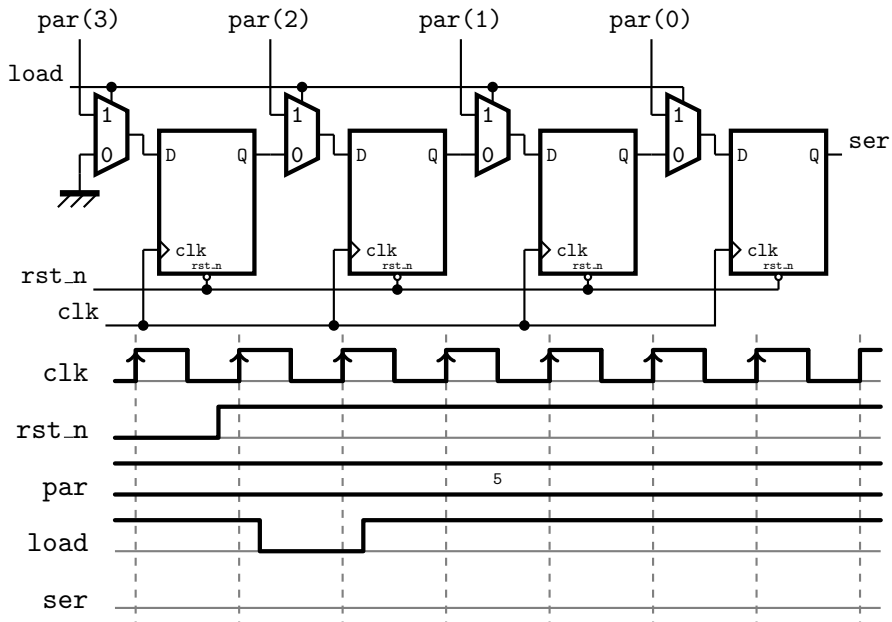 par(3) par(2) par(1) par(0)
load
1 1 1 1
0 D Q 0 D Q 0 D Q 0 D Q ser
clk clk clk clk
rst_n rst_n rst_n rst_n
rst_n
clk
clk
rst_n
par 5
load
ser